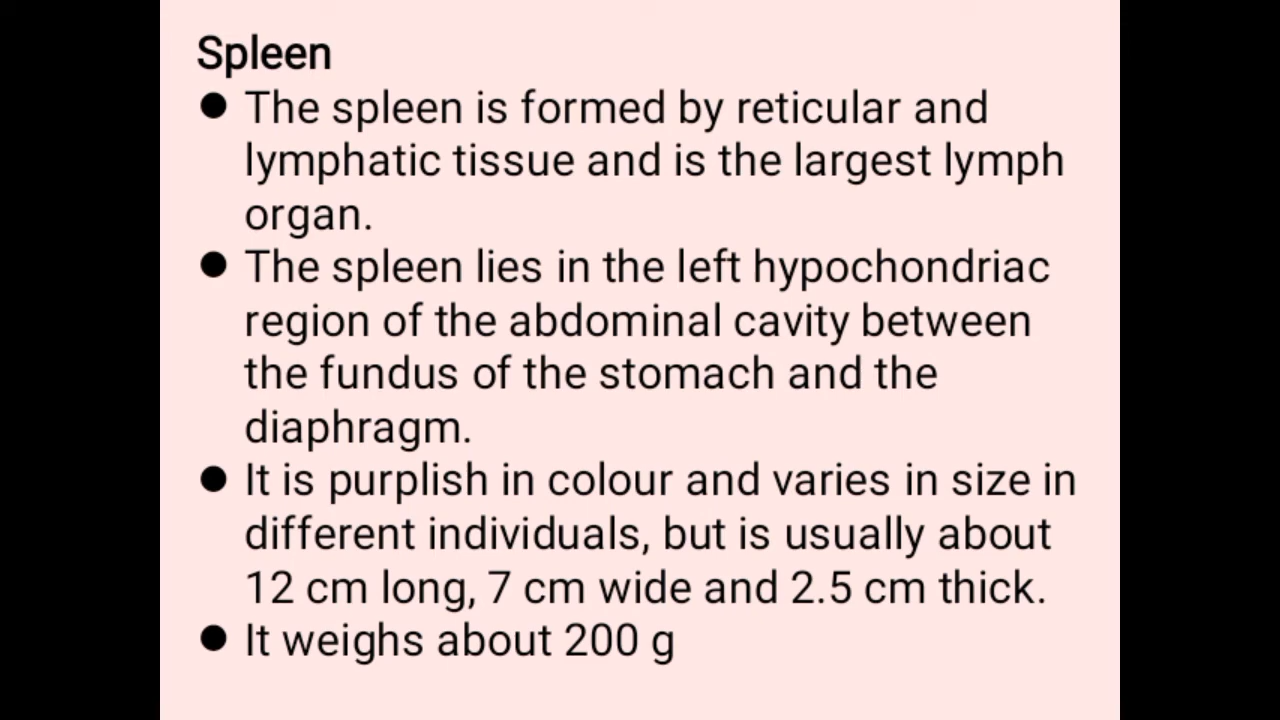 Spleen
● The spleen is formed by reticular and
lymphatic tissue and is the largest lymph
organ.
● The spleen lies in the left hypochondriac
region of the abdominal cavity between
the fundus of the stomach and the
diaphragm.
● It is purplish in colour and varies in size in
different individuals, but is usually about
12 cm long, 7 cm wide and 2.5 cm thick.
● It weighs about 200 g